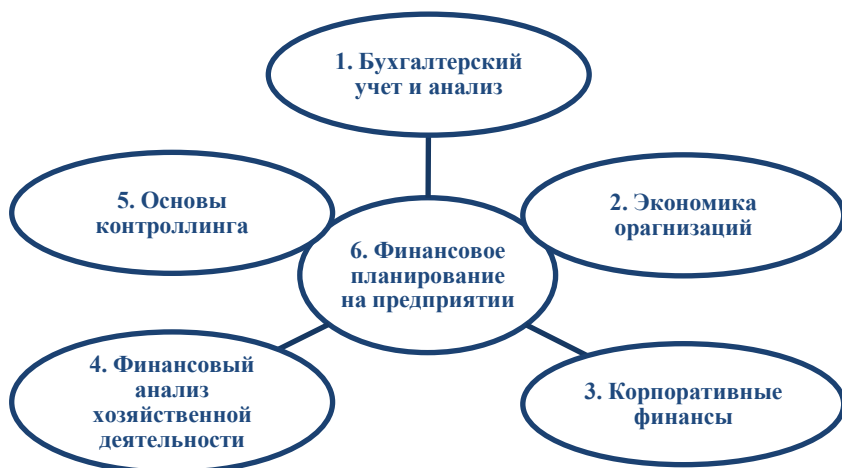 1. Бухгалтерский
учет и анализ
2. Экономика
орагнизаций
3. Корпоративные
финансы
4. Финансовый
анализ
хозяйственной
деятельности
5. Основы
контроллинга
6. Финансовое
планирование
на предприятии